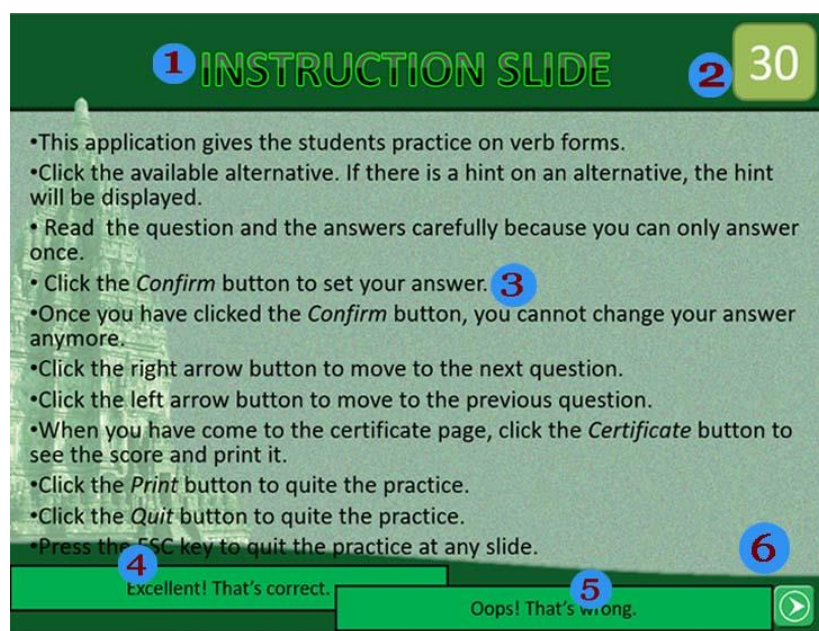 1 INSTRUCTION SLIDE
2 30
•This application gives the students practice on verb forms.
•Click the available alternative. If there is a hint on an alternative, the hint
will be displayed.
• Read the question and the answers carefully because you can only answer
once.
• Click the Confirm button to set your answer. 3
•Once you have clicked the Confirm button, you cannot change your answer
anymore.
•Click the right arrow button to move to the next question.
•Click the left arrow button to move to the previous question.
•When you have come to the certificate page, click the Certificate button to
see the score and print it.
•Click the Print button to quite the practice.
•Click the Quit button to quite the practice.
•Press the ESC key to quit the practice at any slide.
6
4
Excellent! That's correct.
5
Oops! That's wrong.